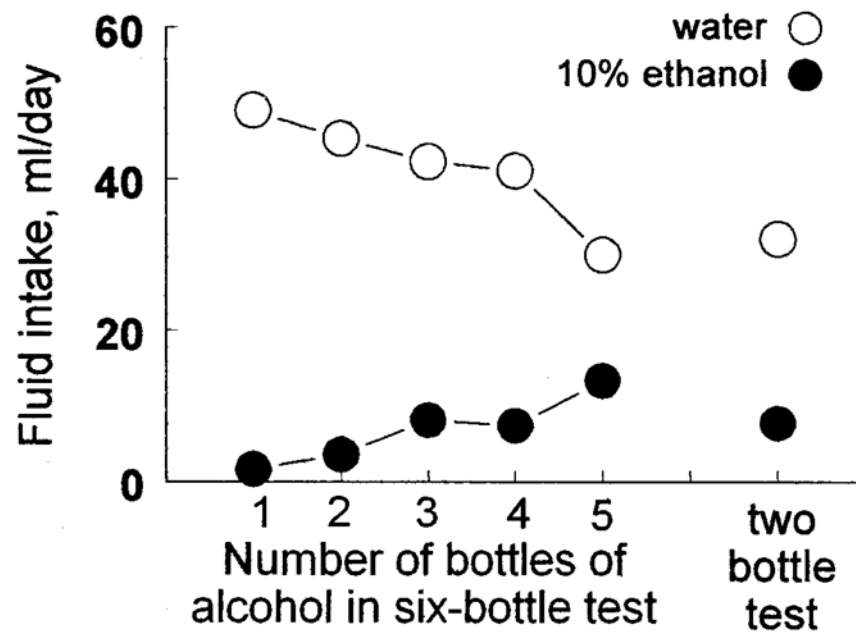 Fluid intake, ml/day
60
40
20
0
water
10% ethanol
1 2 3 4 5
Number of bottles of
alcohol in six-bottle test
two
bottle
test